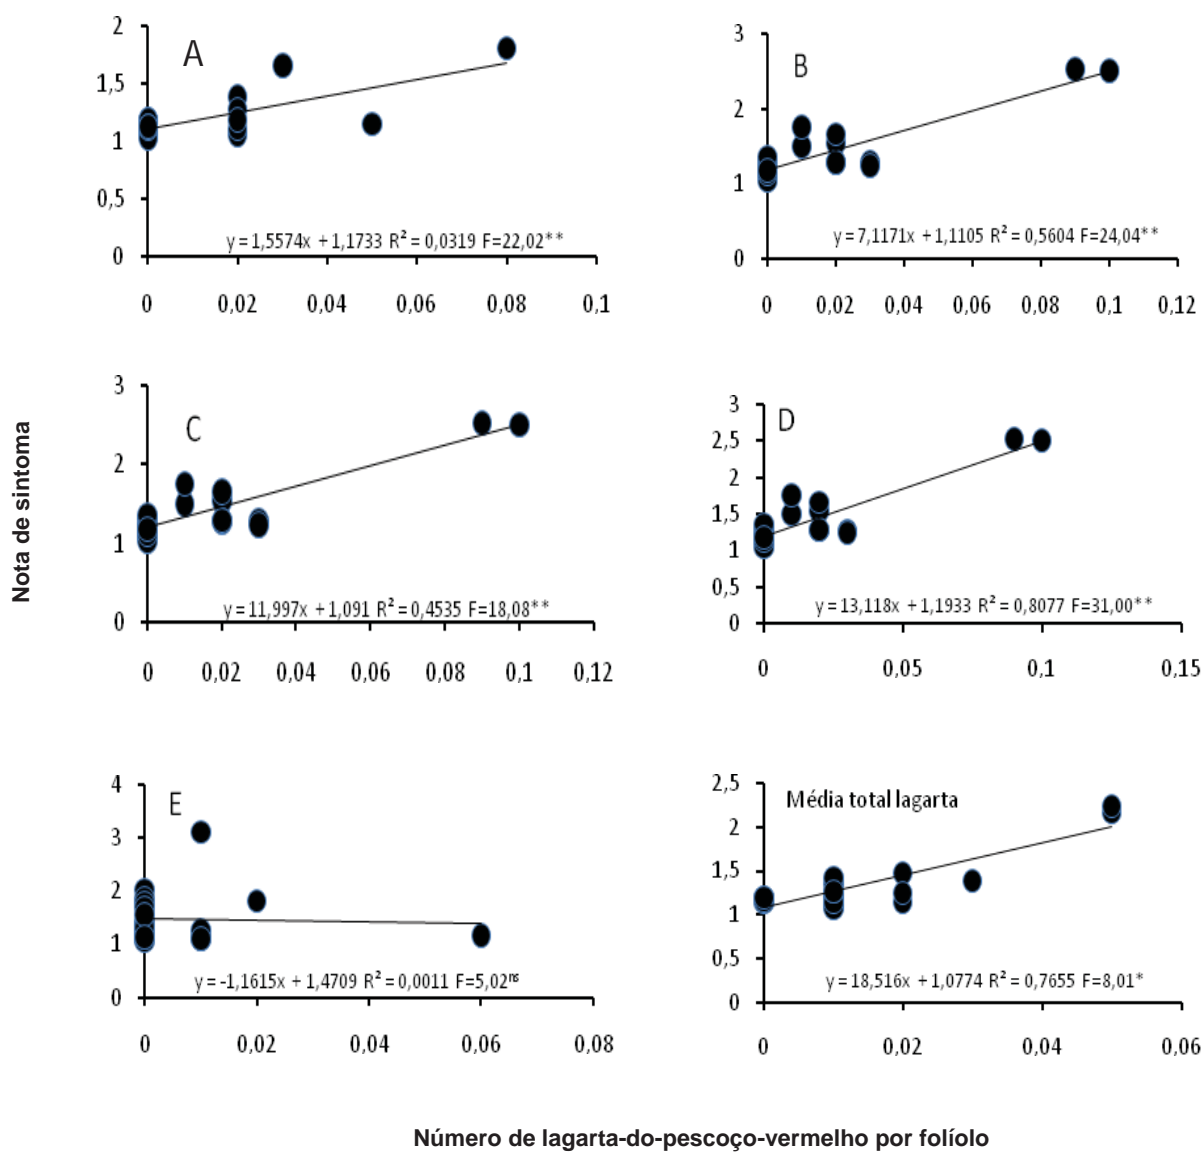 A
2
1,5
1
0,5
0
y = 1,5574x + 1,1733 R² = 0,0319 F=22,02**
0 0,02 0,04 0,06 0,08 0,1
B
3
2
1
0
y = 7,1171x + 1,1105 R² = 0,5604 F=24,04**
0 0,02 0,04 0,06 0,08 0,1 0,12
Nota de sintoma
C
3
2
1
0
y = 11,997x + 1,091 R² = 0,4535 F=18,08**
0 0,02 0,04 0,06 0,08 0,1 0,12
D
3
2,5
2
1,5
1
0,5
0
y = 13,118x + 1,1933 R² = 0,8077 F=31,00**
0 0,05 0,1 0,15
E
4
3
2
1
0
y = -1,1615x + 1,4709 R² = 0,0011 F=5,02ⁿˢ
0 0,02 0,04 0,06 0,08
Média total lagarta
2,5
2
1,5
1
0,5
0
y = 18,516x + 1,0774 R² = 0,7655 F=8,01*
0 0,02 0,04 0,06
Número de lagarta-do-pescoço-vermelho por folíolo